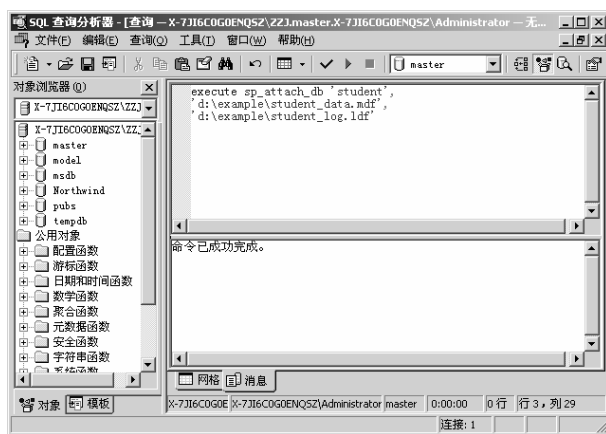 SQL 查询分析器 - [查询 — X-7JI6C0G0ENQSZ\ZZJ.master.X-7JI6C0G0ENQSZ\Administrator - 无...
文件(F) 编辑(E) 查询(Q) 工具(T) 窗口(W) 帮助(H)
master
对象浏览器(O)
X-7JI6C0G0ENQSZ\ZZJ
X-7JI6C0G0ENQSZ\ZZJ
master
model
msdb
Northwind
pubs
tempdb
公用对象
配置函数
游标函数
日期和时间函数
数学函数
聚合函数
元数据函数
安全函数
字符串函数
系统函数
对象 模板
execute sp_attach_db 'student',
'd:\example\student_data.mdf',
'd:\example\student_log.ldf'
命令已成功完成。
网格 消息
X-7JI6C0G0E X-7JI6C0G0ENQSZ\Administrator master 0:00:00 0 行 行 3，列 29
连接: 1